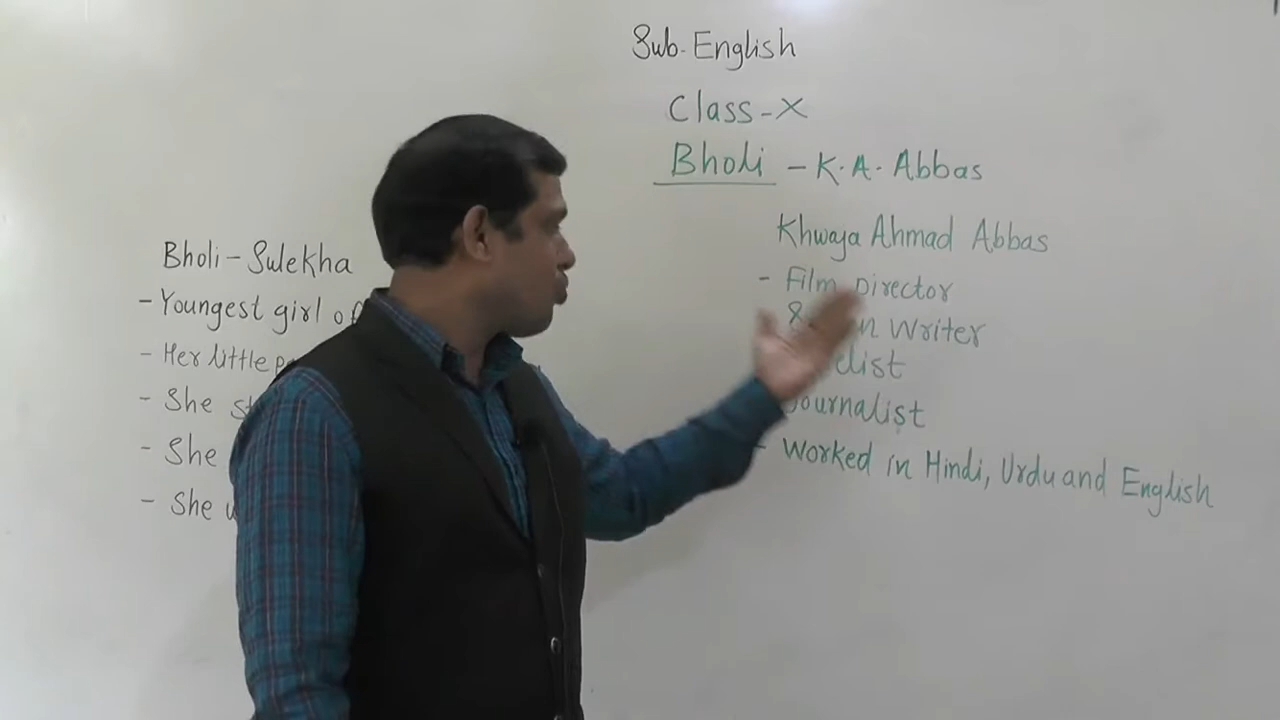 Sub. English
Class - X
Bholi - K. A. Abbas
Khwaja Ahmad Abbas
- Film Director
& Writer
Journalist
- Worked in Hindi, Urdu and English
Bholi - Sulekha
- Youngest girl of
- Her little
- She
- She
- She